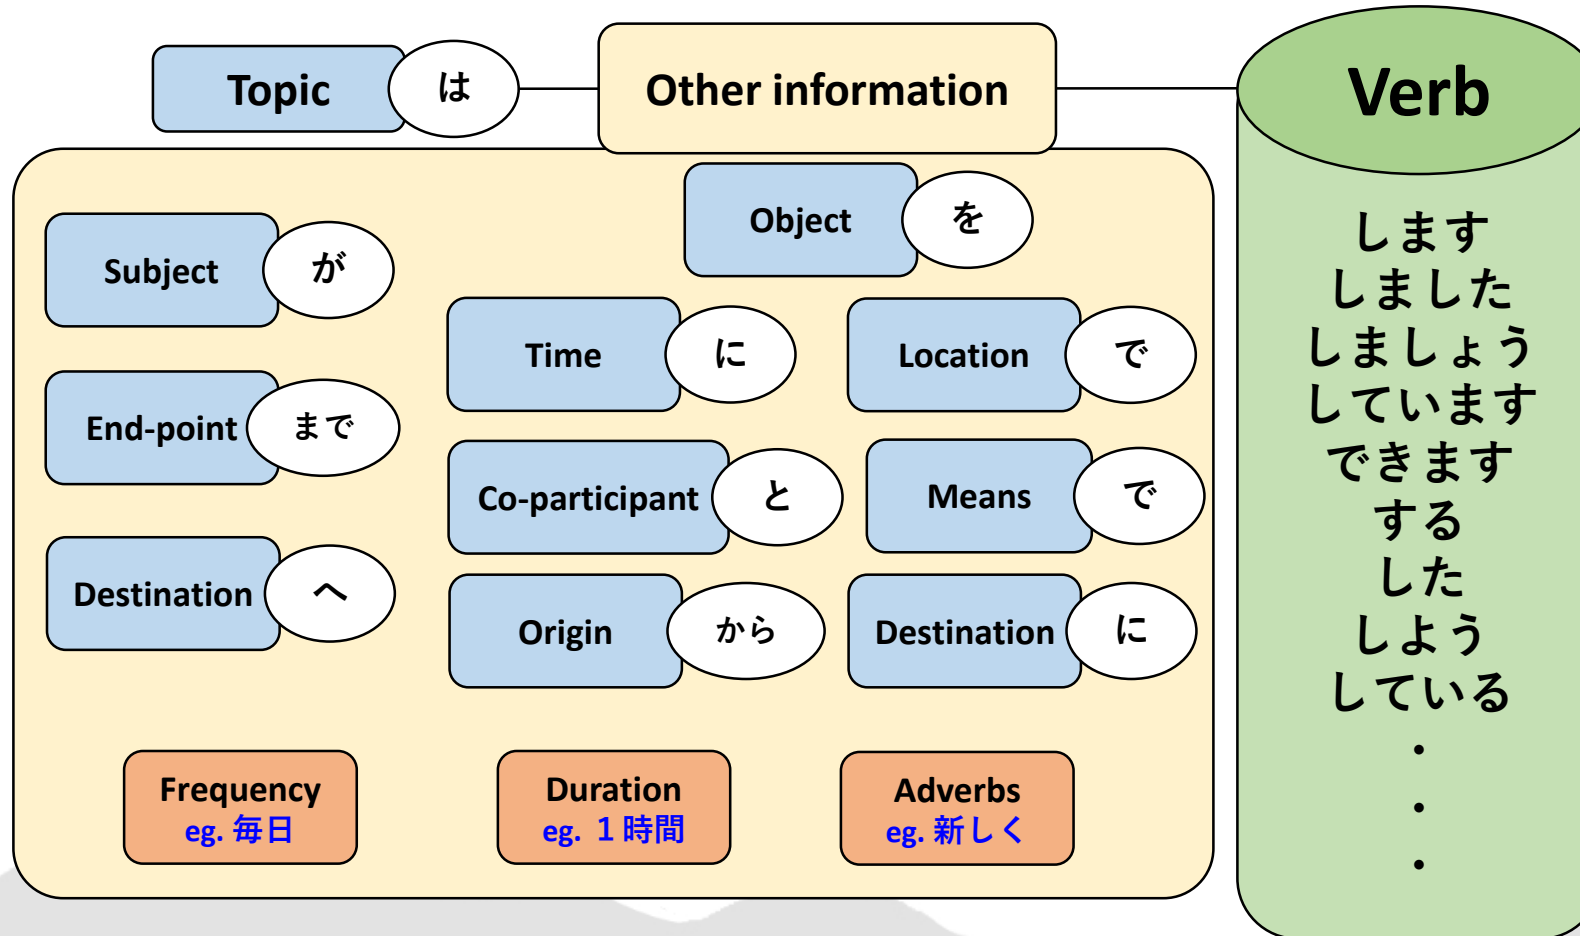 Topic は
Other information
Verb
Object を
Subject が
Time に
Location で
End-point まで
Co-participant と
Means で
Destination へ
Origin から
Destination に
Frequency
eg. 毎日
Duration
eg. １時間
Adverbs
eg. 新しく
します
しました
しましょう
しています
できます
する
した
しよう
している
・
・
・